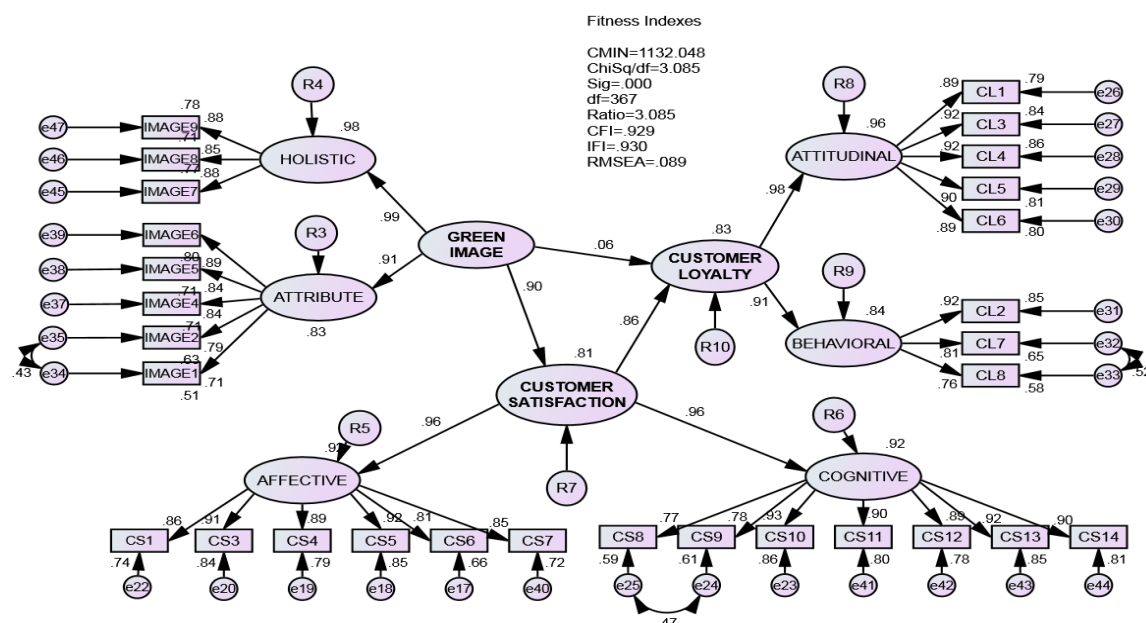 Fitness Indexes
CMIN=1132.048
ChiSq/df=3.085
Sig=.000
df=367
Ratio=3.085
CFI=.929
IFI=.930
RMSEA=.089
R4
R8
.78
.88
.98
e47 IMAGE9
.71
.85
e46 IMAGE8
HOLISTIC
.77
.88
e45 IMAGE7
.89 CL1 .79 e26
.96
.92 CL3 .84 e27
ATTITUDINAL
.92 CL4 .86 e28
CL5 e29
.90 .81
CL6 e30
.89 .80
.99
.98
R3
e39 IMAGE6
.89
e38 IMAGE5
.71 .84
e37 IMAGE4
ATTRIBUTE
.84
.71
e35 IMAGE2
.83
.79
.63
.43
e34 IMAGE1
.71
.51
GREEN
IMAGE
.91
.06
.83
CUSTOMER
LOYALTY
.90
.86
.91
R10
R9
.84
BEHAVIORAL
.92 CL2 .85 e31
CL7 e32
.81 .65
CL8 e33
.76 .58
.52
.81
CUSTOMER
SATISFACTION
R7
.96
.96
R5
.92
AFFECTIVE
R6
.92
COGNITIVE
.86 .91 .89 .92 .81 .85
CS1 CS3 CS4 CS5 CS6 CS7
.74 .84 .79 .85 .66 .72
e22 e20 e19 e18 e17 e40
.77 .78 .93 .90 .89 .92 .90
CS8 CS9 CS10 CS11 CS12 CS13 CS14
.59 .61 .86 .80 .78 .85 .81
e25 e24 e23 e41 e42 e43 e44
.47